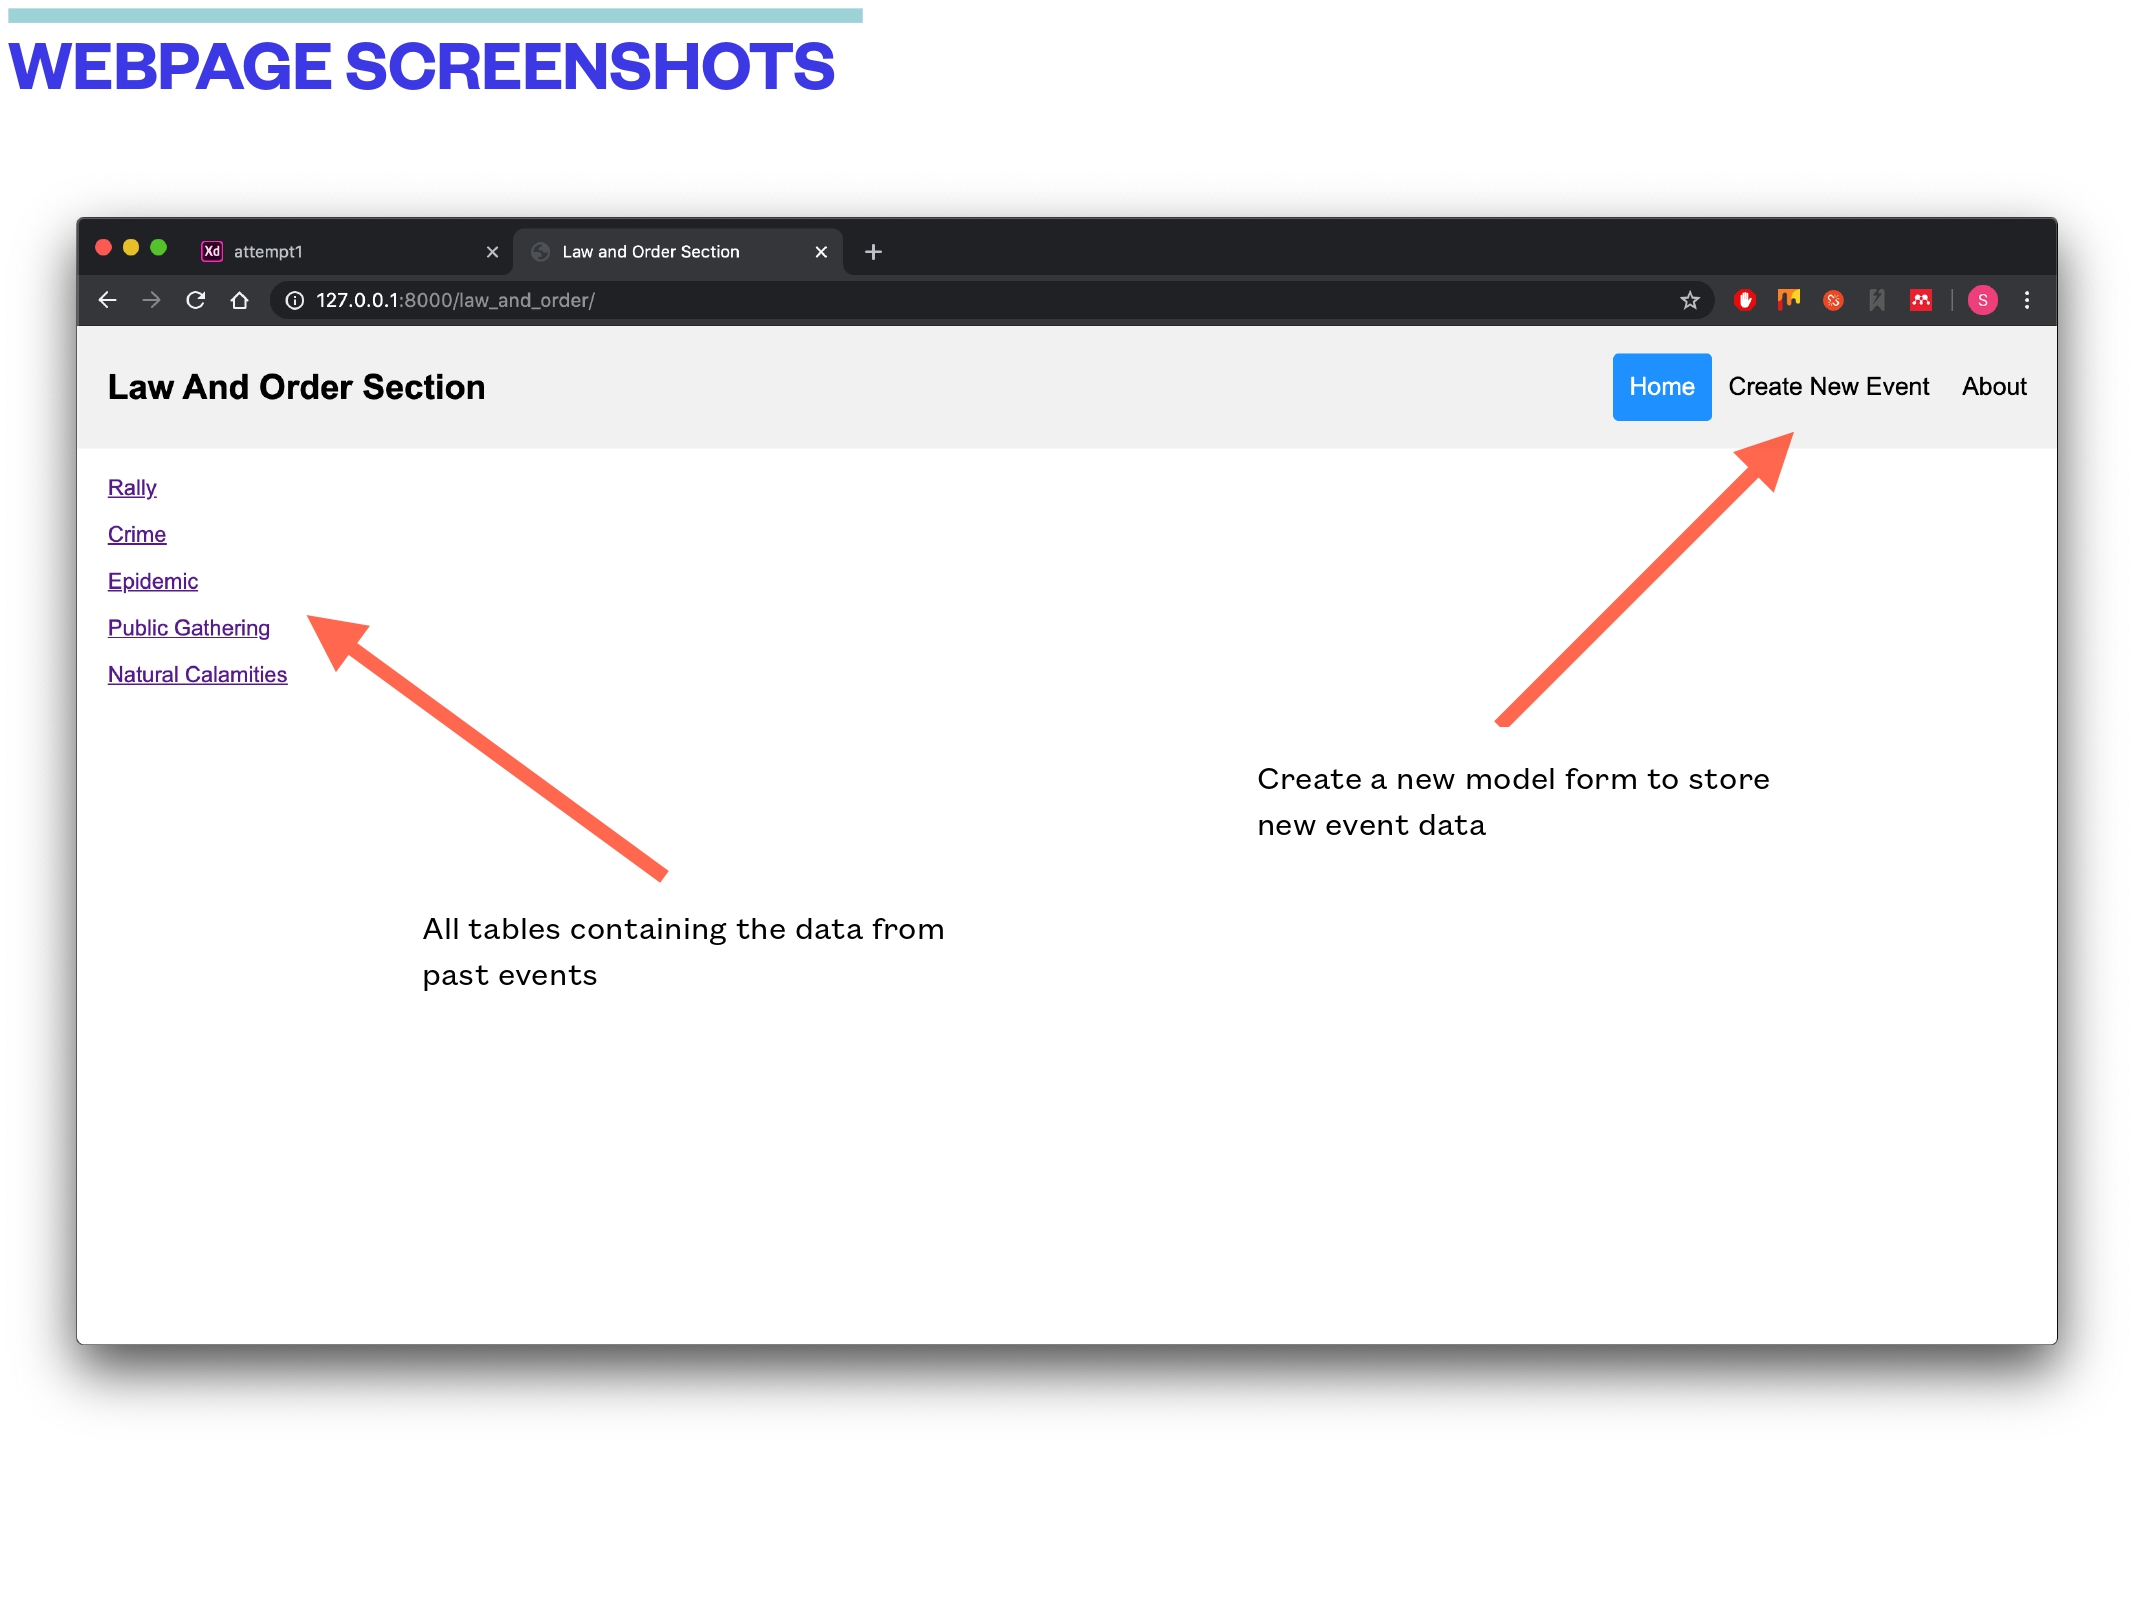 WEBPAGE SCREENSHOTS
Xd attempt1
Law and Order Section
127.0.0.1:8000/law_and_order/
S
Law And Order Section
Home Create New Event About
Rally
Crime
Epidemic
Public Gathering
Natural Calamities
Create a new model form to store
new event data
All tables containing the data from
past events